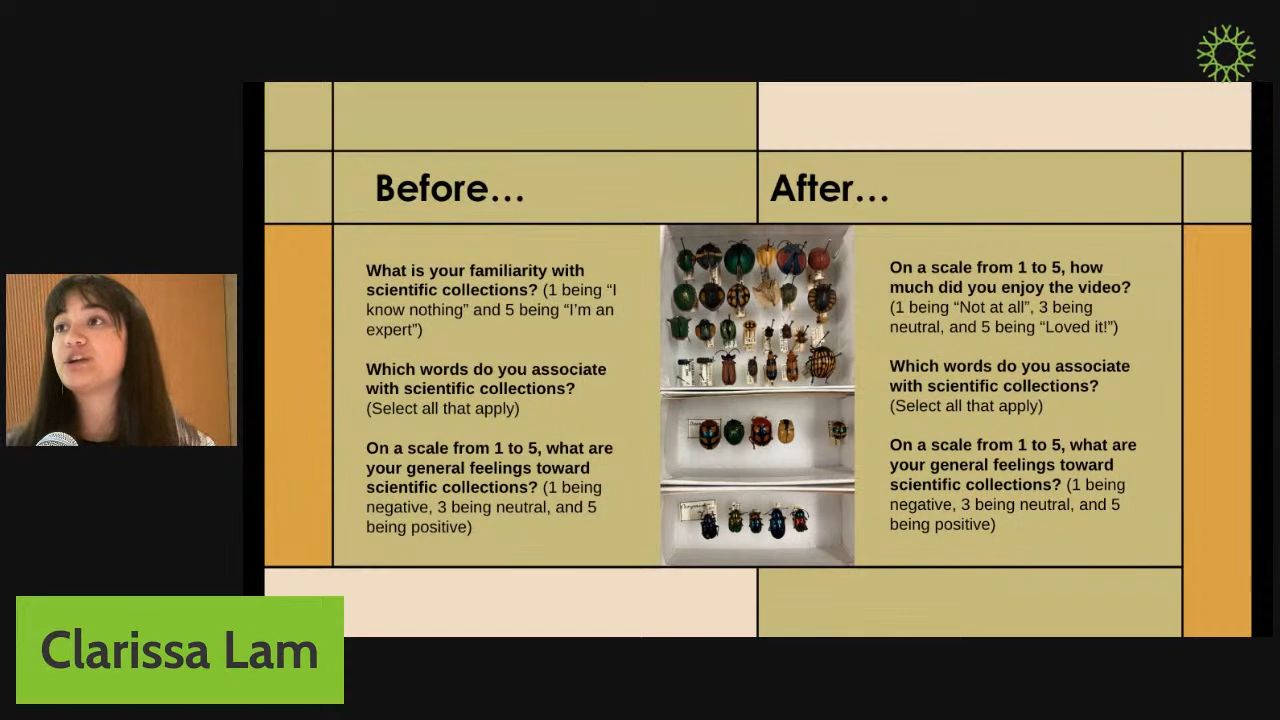 Before…
After…
What is your familiarity with
scientific collections? (1 being “I
know nothing” and 5 being “I’m an
expert”)
Which words do you associate
with scientific collections?
(Select all that apply)
On a scale from 1 to 5, what are
your general feelings toward
scientific collections? (1 being
negative, 3 being neutral, and 5
being positive)
On a scale from 1 to 5, how
much did you enjoy the video?
(1 being “Not at all”, 3 being
neutral, and 5 being “Loved it!”)
Which words do you associate
with scientific collections?
(Select all that apply)
On a scale from 1 to 5, what are
your general feelings toward
scientific collections? (1 being
negative, 3 being neutral, and 5
being positive)
Clarissa Lam